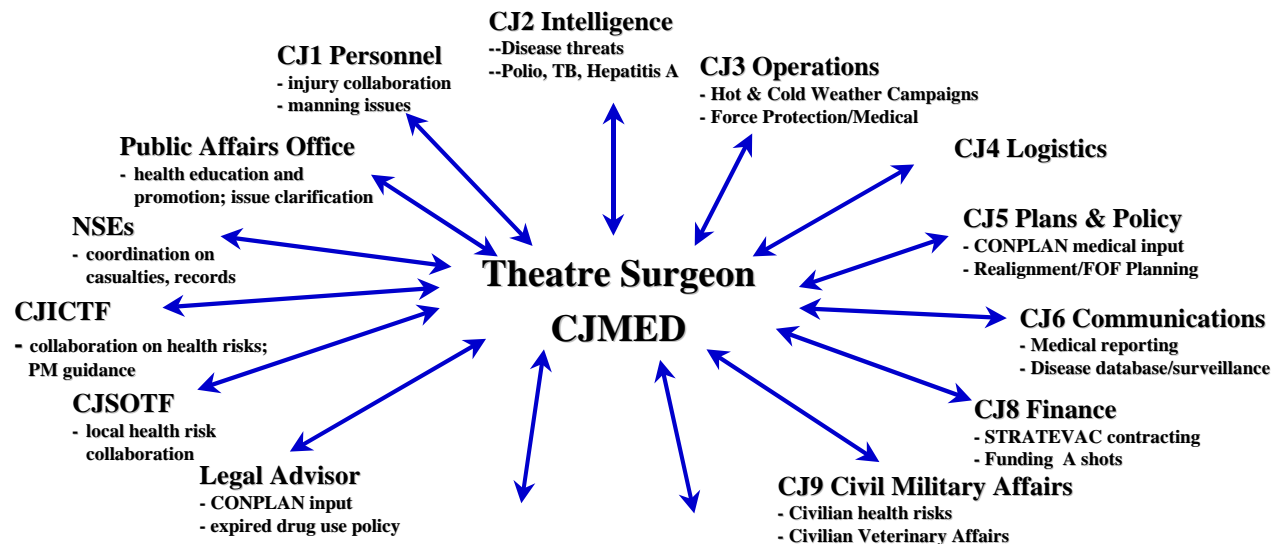 CJ2 Intelligence
--Disease threats
--Polio, TB, Hepatitis A
CJ1 Personnel
- injury collaboration
- manning issues
CJ3 Operations
- Hot & Cold Weather Campaigns
- Force Protection/Medical
Public Affairs Office
- health education and
promotion; issue clarification
CJ4 Logistics
NSEs
- coordination on
casualties, records
CJ5 Plans & Policy
- CONPLAN medical input
- Realignment/FOF Planning
Theatre Surgeon
CJMED
CJICTF
- collaboration on health risks;
PM guidance
CJ6 Communications
- Medical reporting
- Disease database/surveillance
CJSOTF
- local health risk
collaboration
CJ8 Finance
- STRATEVAC contracting
- Funding A shots
Legal Advisor
- CONPLAN input
- expired drug use policy
CJ9 Civil Military Affairs
- Civilian health risks
- Civilian Veterinary Affairs